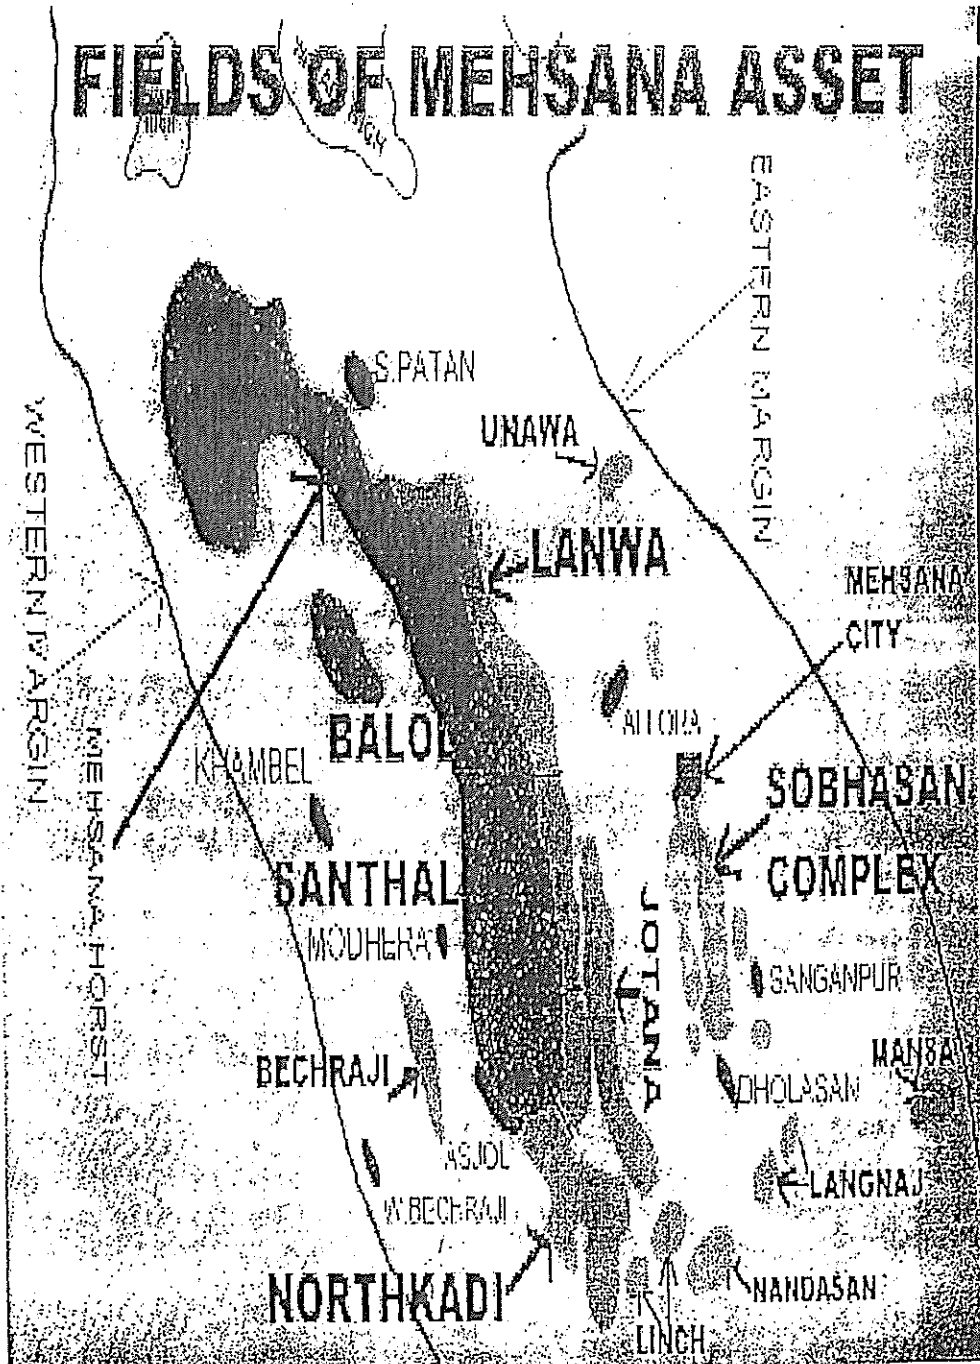 FIELDS OF MEHSANA ASSET
HIGH
EASTERN MARGIN
S.PATAN
UNAWA
LANWA
MEHSANA
CITY
WESTERN MARGIN
BALOL
KHAMBEL
SOBHASAN
COMPLEX
MEHSANA HORST
SANTHAL
MODHERA
JOTANA
SANGANPUR
BECHRAJI
MANSA
DHOLASAN
ASJOL
LANGNAJ
W.BECHRAJI
NORTHKADI
NANDASAN
LINCH